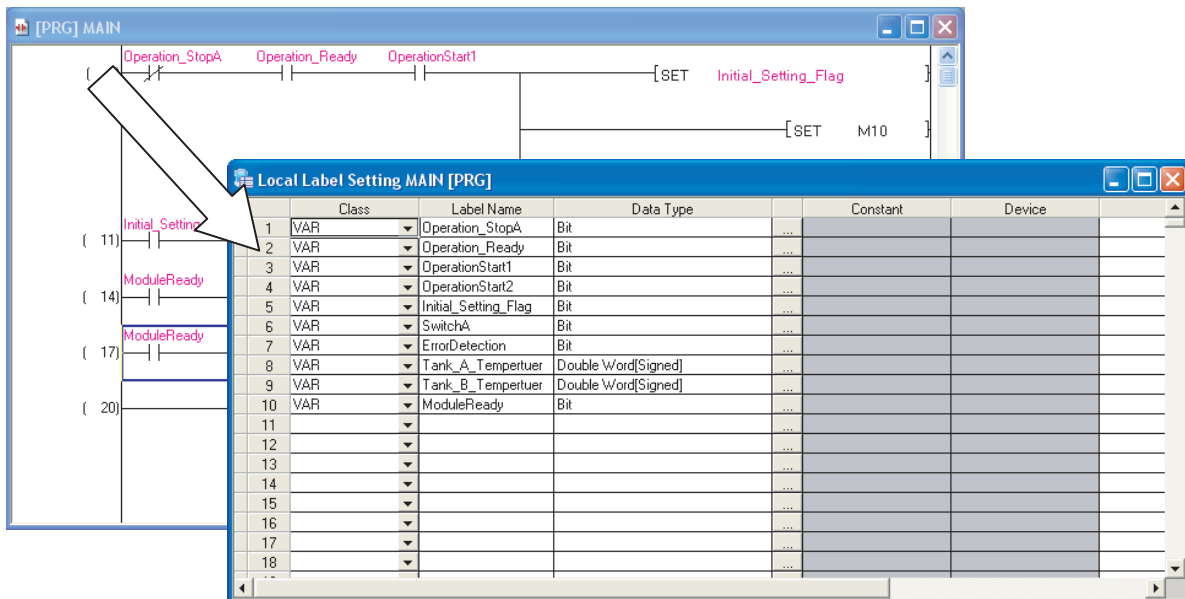 [PRG] MAIN
Operation_StopA Operation_Ready OperationStart1
(
[SET Initial_Setting_Flag ]
[SET M10 ]
Initial_Setting
( 11)
ModuleReady
( 14)
ModuleReady
( 17)
( 20)
Local Label Setting MAIN [PRG]
Class Label Name Data Type Constant Device
1 VAR Operation_StopA Bit ...
2 VAR Operation_Ready Bit ...
3 VAR OperationStart1 Bit ...
4 VAR OperationStart2 Bit ...
5 VAR Initial_Setting_Flag Bit ...
6 VAR SwitchA Bit ...
7 VAR ErrorDetection Bit ...
8 VAR Tank_A_Tempertuer Double Word[Signed] ...
9 VAR Tank_B_Tempertuer Double Word[Signed] ...
10 VAR ModuleReady Bit ...
11 ...
12 ...
13 ...
14 ...
15 ...
16 ...
17 ...
18 ...